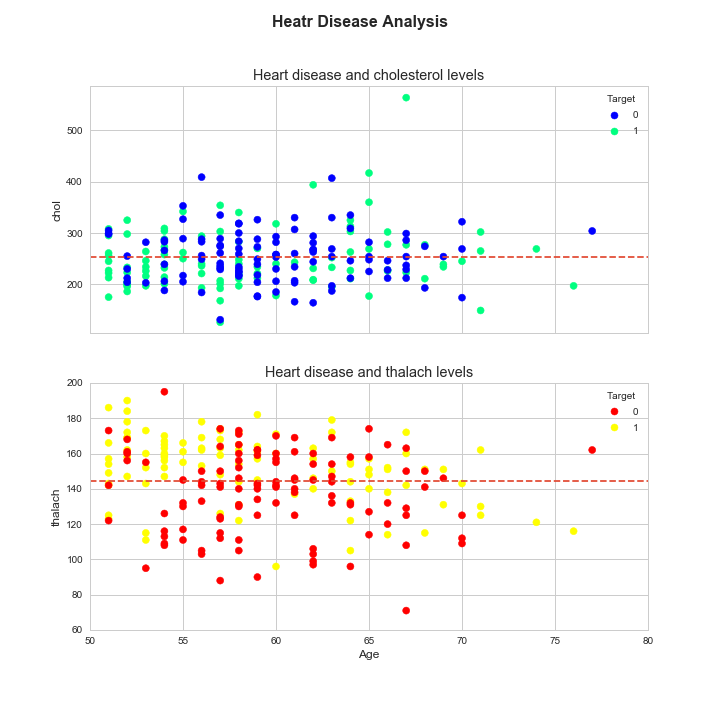 Heatr Disease Analysis
Heart disease and cholesterol levels
Target
0
1
500
400
300
200
chol
Heart disease and thalach levels
Target
0
1
200
180
160
140
120
100
80
60
thalach
50 55 60 65 70 75 80
Age